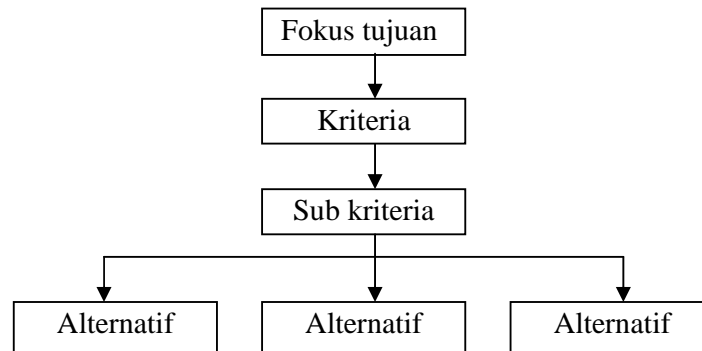 Fokus tujuan
Kriteria
Sub kriteria
Alternatif
Alternatif
Alternatif